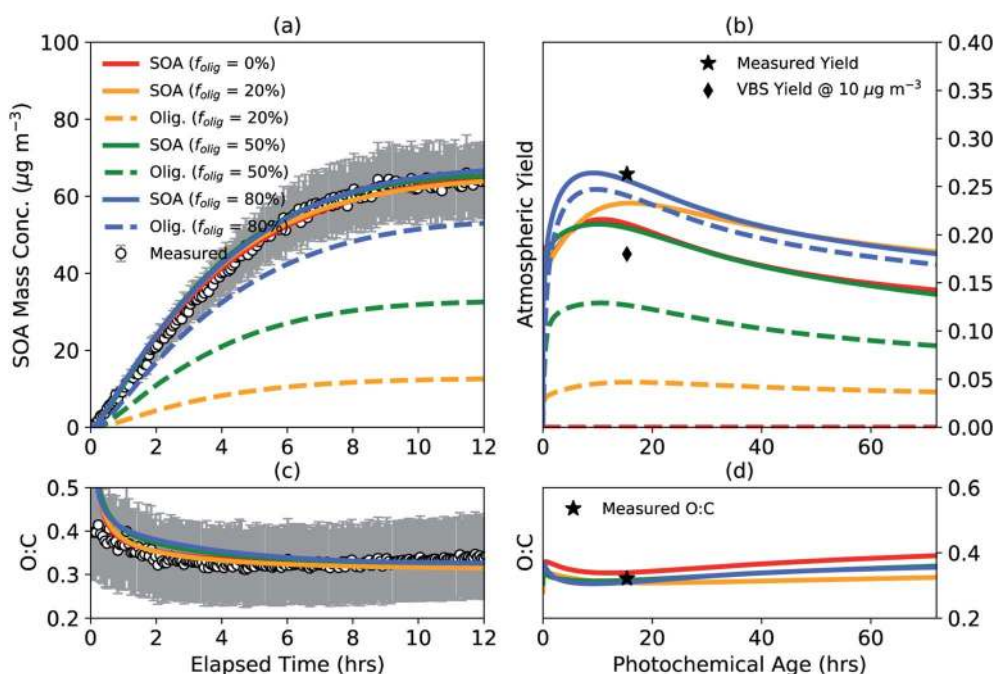 (a)
SOA Mass Conc. (μg m⁻³)
100
80
60
40
20
0
SOA (f_olig = 0%)
SOA (f_olig = 20%)
Olig. (f_olig = 20%)
SOA (f_olig = 50%)
Olig. (f_olig = 50%)
SOA (f_olig = 80%)
Olig. (f_olig = 80%)
Measured
0 2 4 6 8 10 12
(b)
Atmospheric Yield
Measured Yield
VBS Yield @ 10 μg m⁻³
0.40
0.35
0.30
0.25
0.20
0.15
0.10
0.05
0.00
0 20 40 60
(c)
O:C
0.5
0.4
0.3
0.2
0 2 4 6 8 10 12
Elapsed Time (hrs)
(d)
O:C
Measured O:C
0.6
0.4
0.2
0 20 40 60
Photochemical Age (hrs)